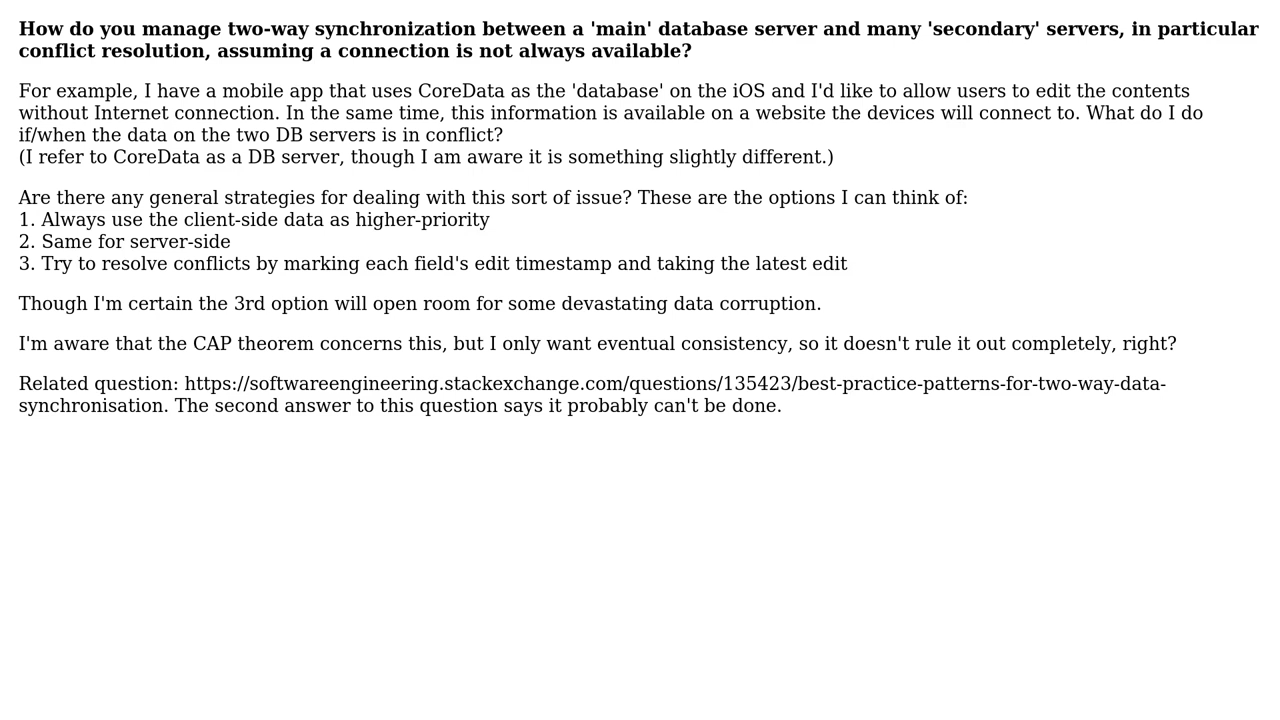 How do you manage two-way synchronization between a 'main' database server and many 'secondary' servers, in particular
conflict resolution, assuming a connection is not always available?
For example, I have a mobile app that uses CoreData as the 'database' on the iOS and I'd like to allow users to edit the contents
without Internet connection. In the same time, this information is available on a website the devices will connect to. What do I do
if/when the data on the two DB servers is in conflict?
(I refer to CoreData as a DB server, though I am aware it is something slightly different.)
Are there any general strategies for dealing with this sort of issue? These are the options I can think of:
1. Always use the client-side data as higher-priority
2. Same for server-side
3. Try to resolve conflicts by marking each field's edit timestamp and taking the latest edit
Though I'm certain the 3rd option will open room for some devastating data corruption.
I'm aware that the CAP theorem concerns this, but I only want eventual consistency, so it doesn't rule it out completely, right?
Related question: https://softwareengineering.stackexchange.com/questions/135423/best-practice-patterns-for-two-way-data-
synchronisation. The second answer to this question says it probably can't be done.